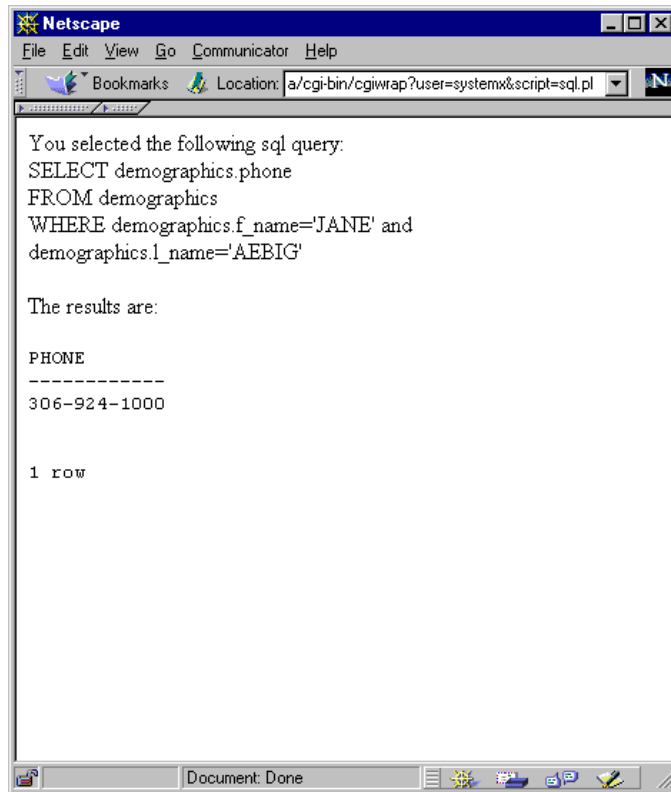 Netscape
File Edit View Go Communicator Help
Bookmarks Location: a/cgi-bin/cgiwrap?user=systemx&script=sql.pl N
You selected the following sql query:
SELECT demographics.phone
FROM demographics
WHERE demographics.f_name='JANE' and
demographics.l_name='AEBIG'
The results are:
PHONE
------------
306-924-1000
1 row
Document: Done